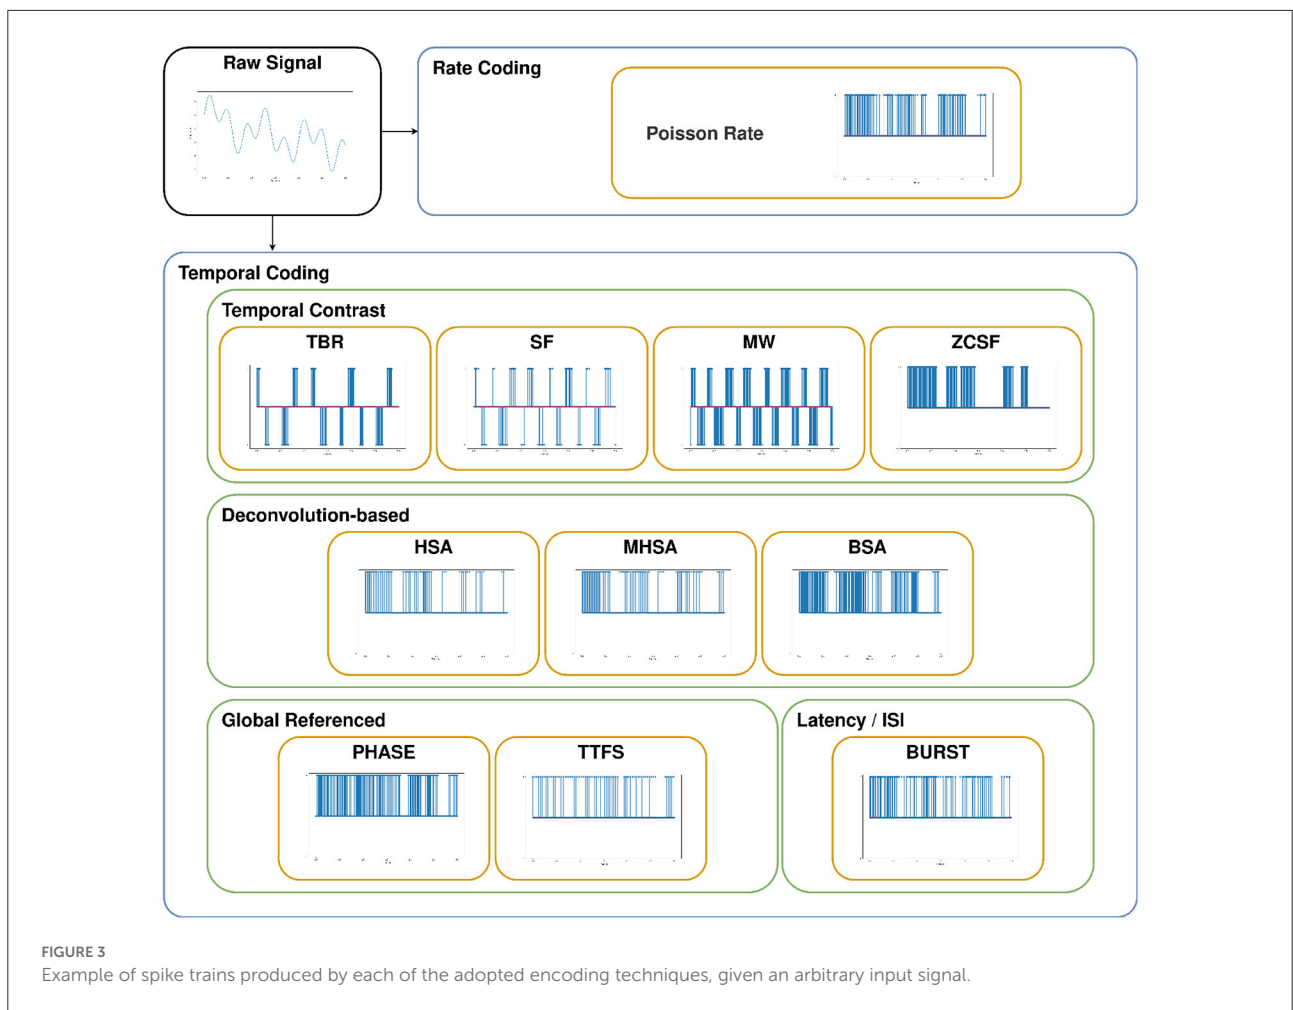 Raw Signal
Rate Coding
Poisson Rate
Temporal Coding
Temporal Contrast
TBR
SF
MW
ZCSF
Deconvolution-based
HSA
MHSA
BSA
Global Referenced
PHASE
TTFS
Latency / ISI
BURST
FIGURE 3
Example of spike trains produced by each of the adopted encoding techniques, given an arbitrary input signal.